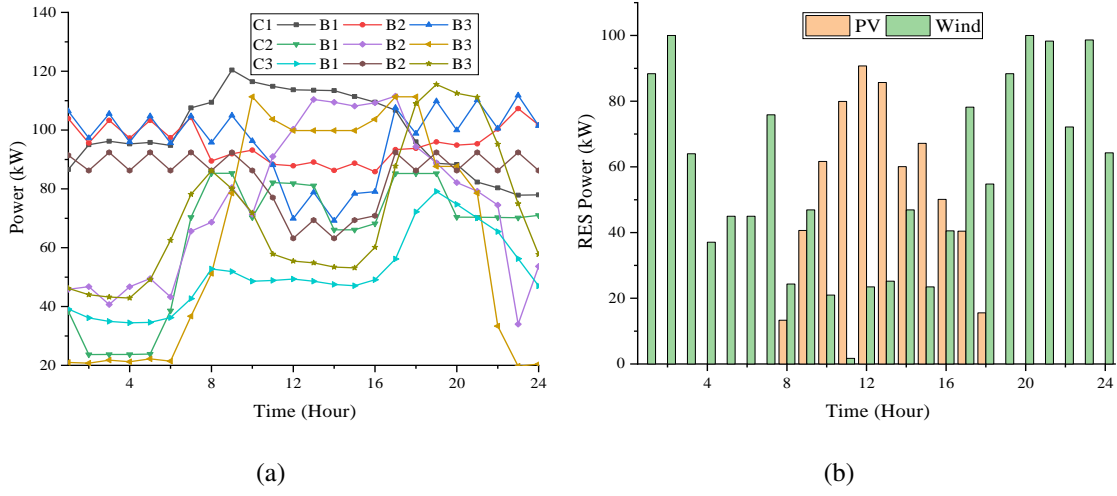 140
120
100
80
60
40
20
Power (kW)
C1 B1 B2 B3
C2 B1 B2 B3
C3 B1 B2 B3
4 8 12 16 20 24
Time (Hour)
(a)
100
80
60
40
20
0
RES Power (kW)
PV Wind
4 8 12 16 20 24
Time (Hour)
(b)